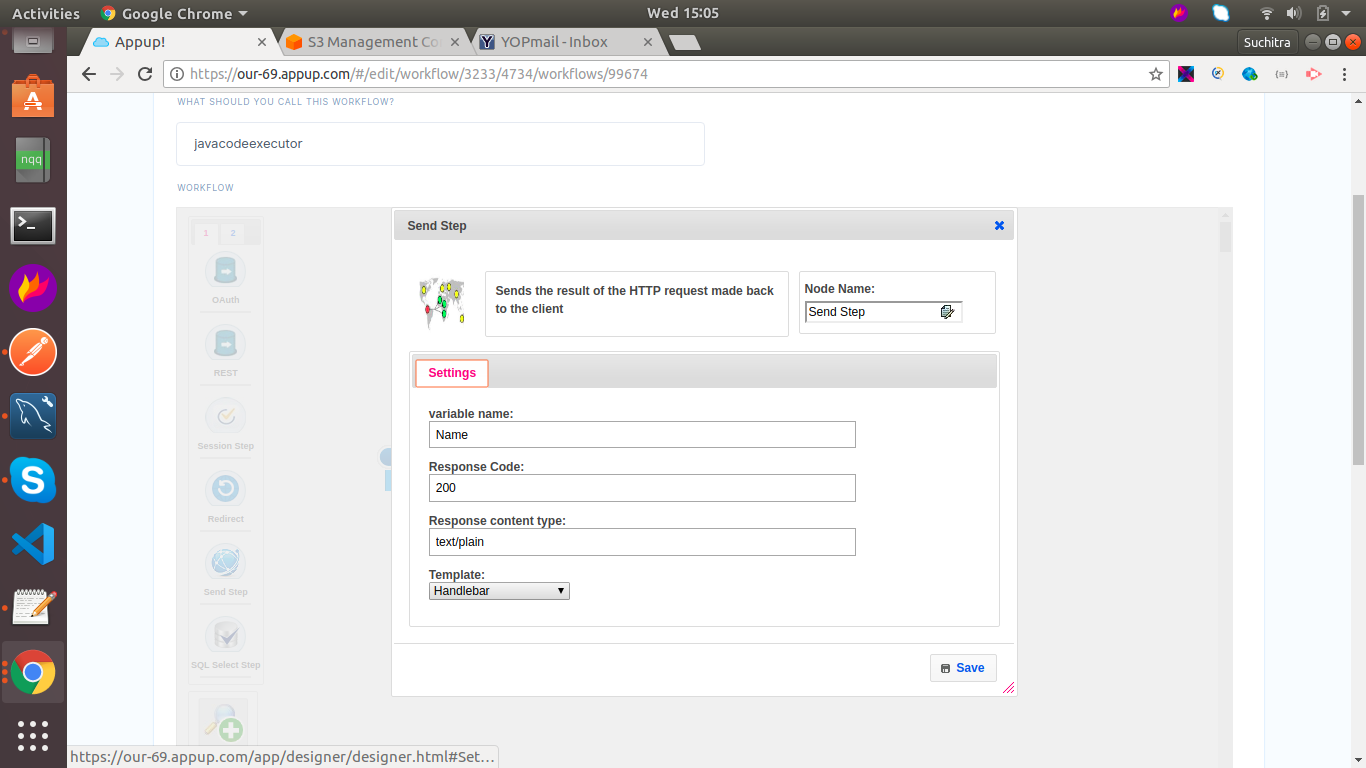 Activities
Google Chrome
Wed 15:05
Appup!
S3 Management Co
YOPmail - Inbox
Suchitra
https://our-69.appup.com/#/edit/workflow/3233/4734/workflows/99674
WHAT SHOULD YOU CALL THIS WORKFLOW?
javacodeexecutor
WORKFLOW
1 2
OAuth
REST
Session Step
Redirect
Send Step
SQL Select Step
Send Step
Sends the result of the HTTP request made back
to the client
Node Name:
Send Step
Settings
variable name:
Name
Response Code:
200
Response content type:
text/plain
Template:
Handlebar
Save
nqq
https://our-69.appup.com/app/designer/designer.html#Set...